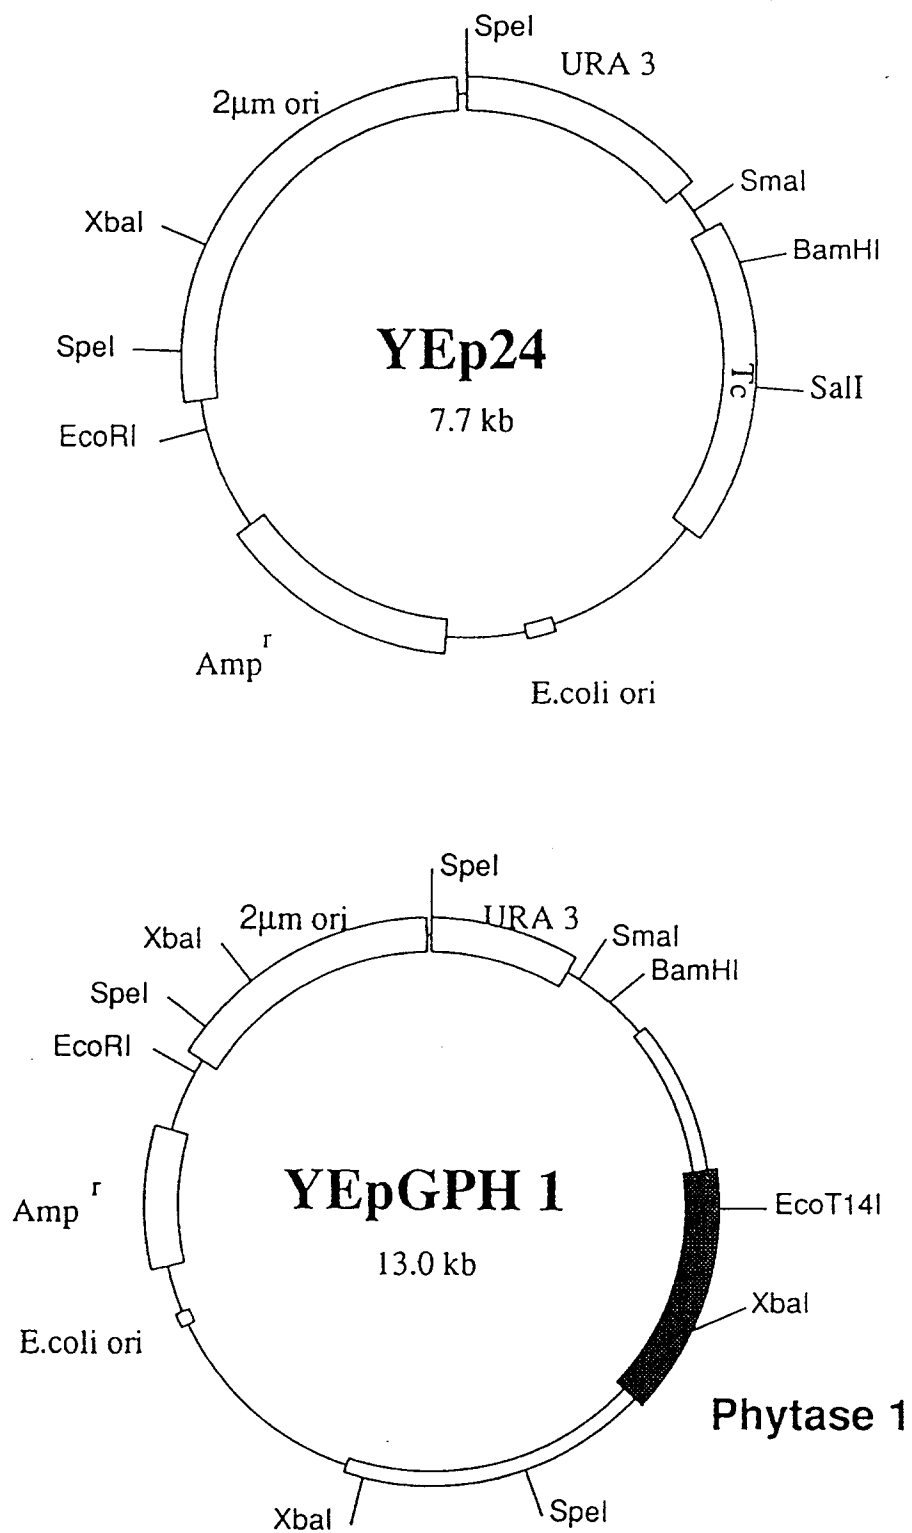 SpeI
URA 3
2µm ori
SmaI
XbaI
BamHI
SpeI
YEp24
Tc
SalI
7.7 kb
EcoRI
Amp r
E.coli ori
SpeI
2µm ori
URA 3
XbaI
SmaI
BamHI
SpeI
EcoRI
YEpGPH 1
Amp r
EcoT14I
13.0 kb
XbaI
E.coli ori
Phytase 1
XbaI
SpeI